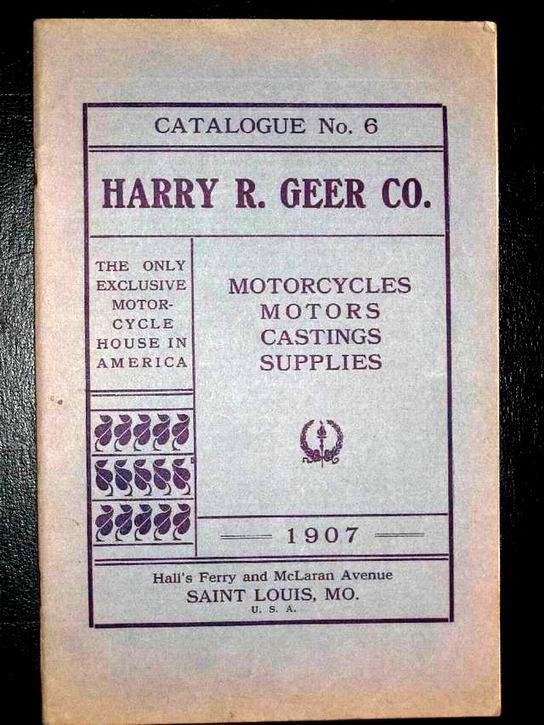 CATALOGUE No. 6
HARRY R. GEER CO.
THE ONLY
EXCLUSIVE
MOTOR-
CYCLE
HOUSE IN
AMERICA
MOTORCYCLES
MOTORS
CASTINGS
SUPPLIES
1907
Hall's Ferry and McLaran Avenue
SAINT LOUIS, MO.
U. S. A.